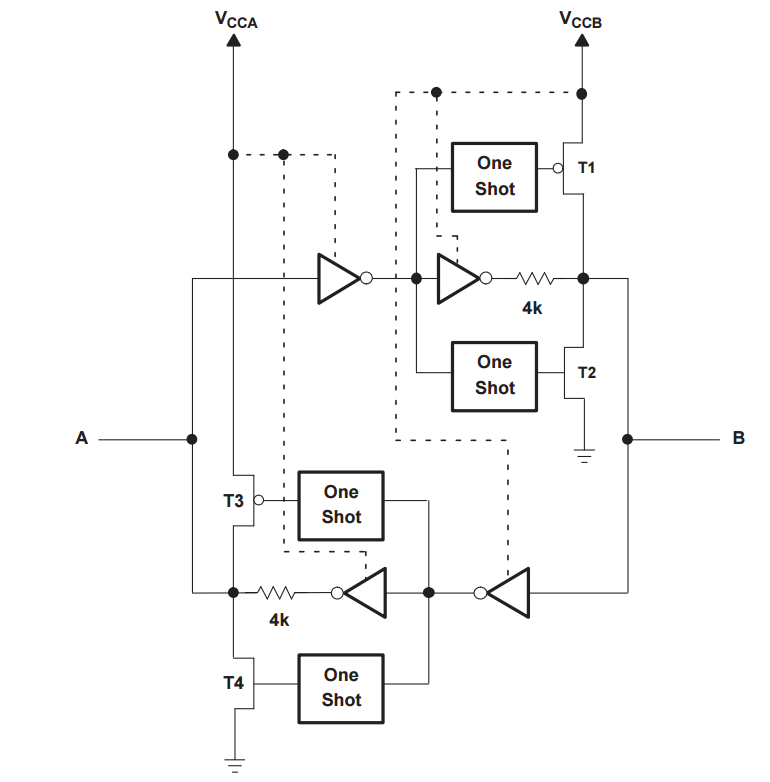 VCCA
VCCB
One
Shot
T1
4k
One
Shot
T2
A
B
T3
One
Shot
4k
T4
One
Shot